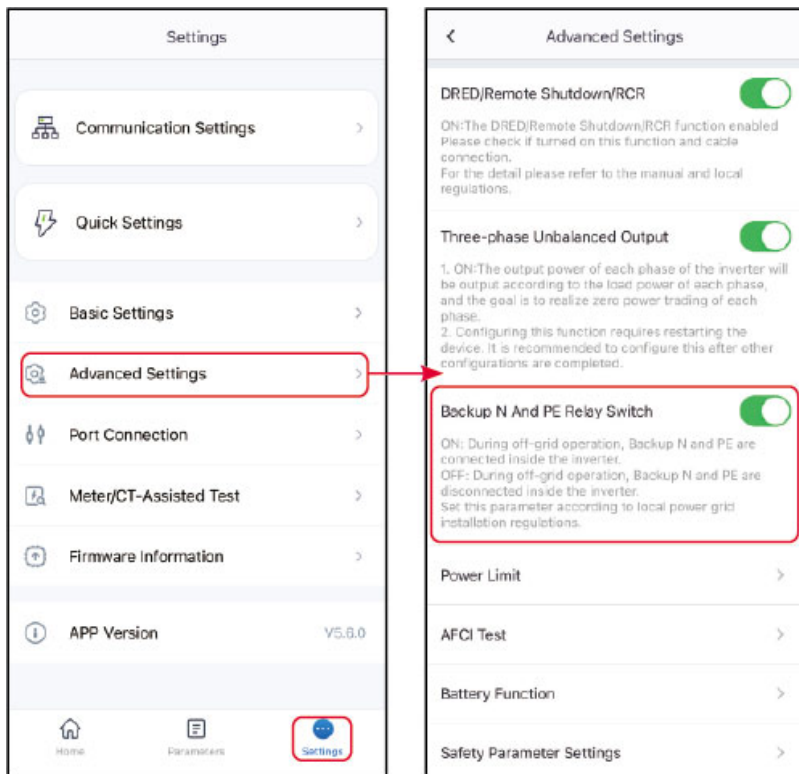 Settings
Communication Settings
Quick Settings
Basic Settings
Advanced Settings
Port Connection
Meter/CT-Assisted Test
Firmware Information
APP Version V5.6.0
Home Parameters Settings
Advanced Settings
DRED/Remote Shutdown/RCR
ON:The DRED/Remote Shutdown/RCR function enabled
Please check if turned on this function and cable
connection.
For the detail please refer to the manual and local
regulations.
Three-phase Unbalanced Output
1. ON:The output power of each phase of the inverter will
be output according to the load power of each phase,
and the goal is to realize zero power trading of each
phase.
2. Configuring this function requires restarting the
device. It is recommended to configure this after other
configurations are completed.
Backup N And PE Relay Switch
ON: During off-grid operation, Backup N and PE are
connected inside the inverter.
OFF: During off-grid operation, Backup N and PE are
disconnected inside the inverter.
Set this parameter according to local power grid
installation regulations.
Power Limit
AFCI Test
Battery Function
Safety Parameter Settings